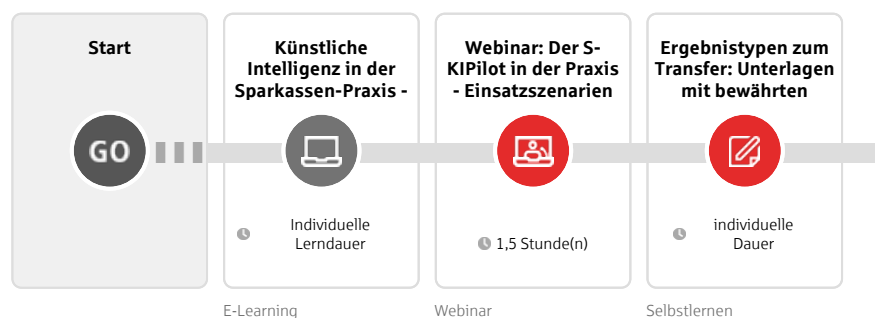 Start
GO
Künstliche
Intelligenz in der
Sparkassen-Praxis -
Individuelle
Lerndauer
E-Learning
Webinar: Der S-
KIPilot in der Praxis
- Einsatzszenarien
1,5 Stunde(n)
Webinar
Ergebnistypen zum
Transfer: Unterlagen
mit bewährten
individuelle
Dauer
Selbstlernen